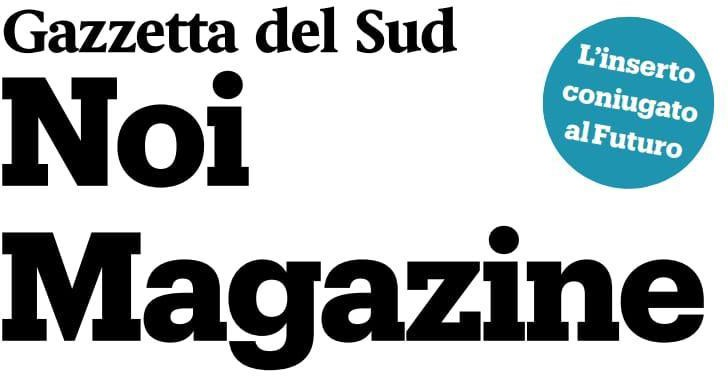 Gazzetta del Sud
Noi
Magazine
L'inserto
coniugato
al Futuro